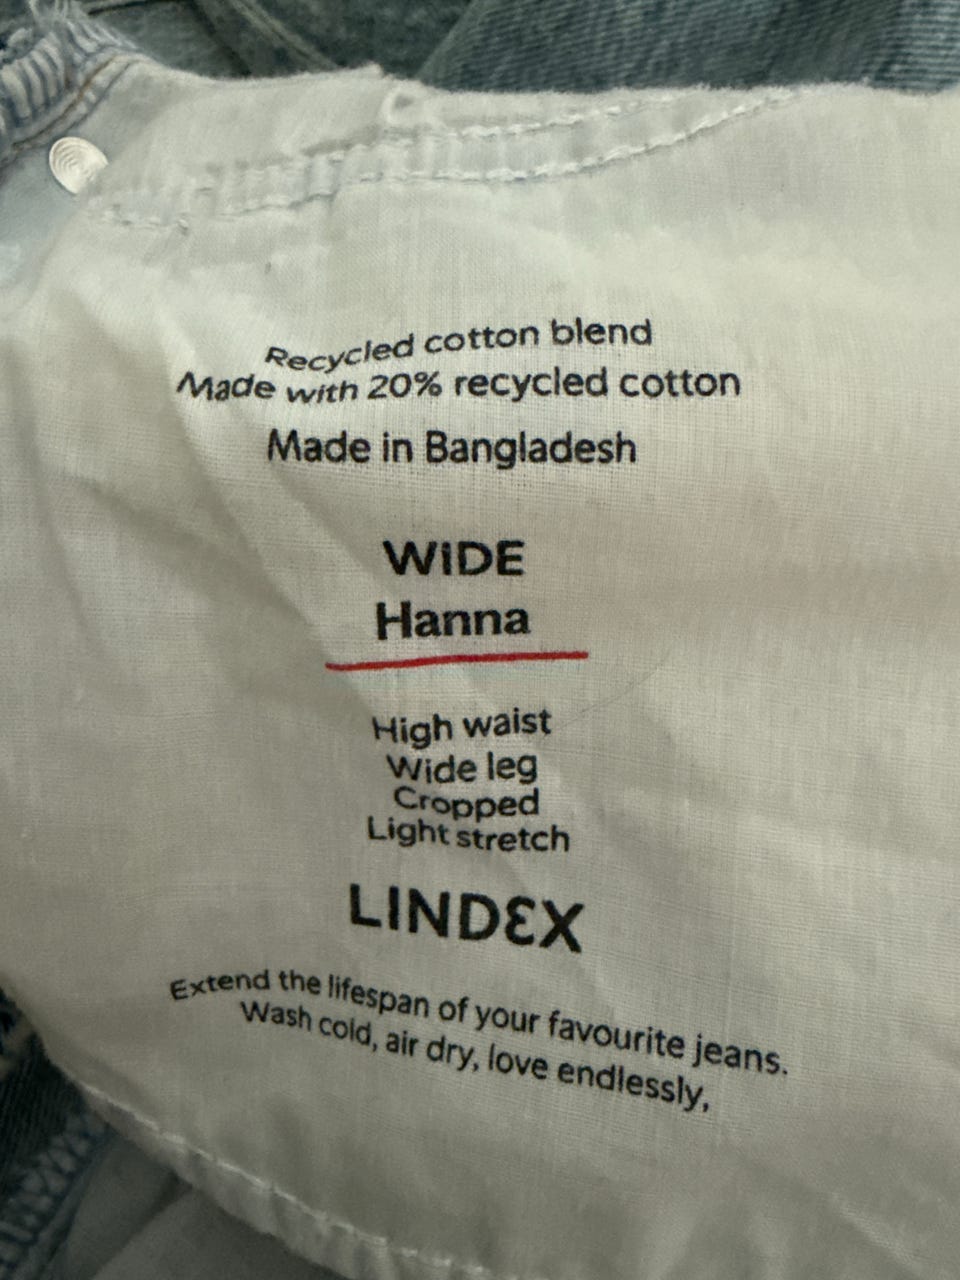 Recycled cotton blend
Made with 20% recycled cotton
Made in Bangladesh
WIDE
Hanna
High waist
Wide leg
Cropped
Light stretch
LINDEX
Extend the lifespan of your favourite jeans.
Wash cold, air dry, love endlessly,